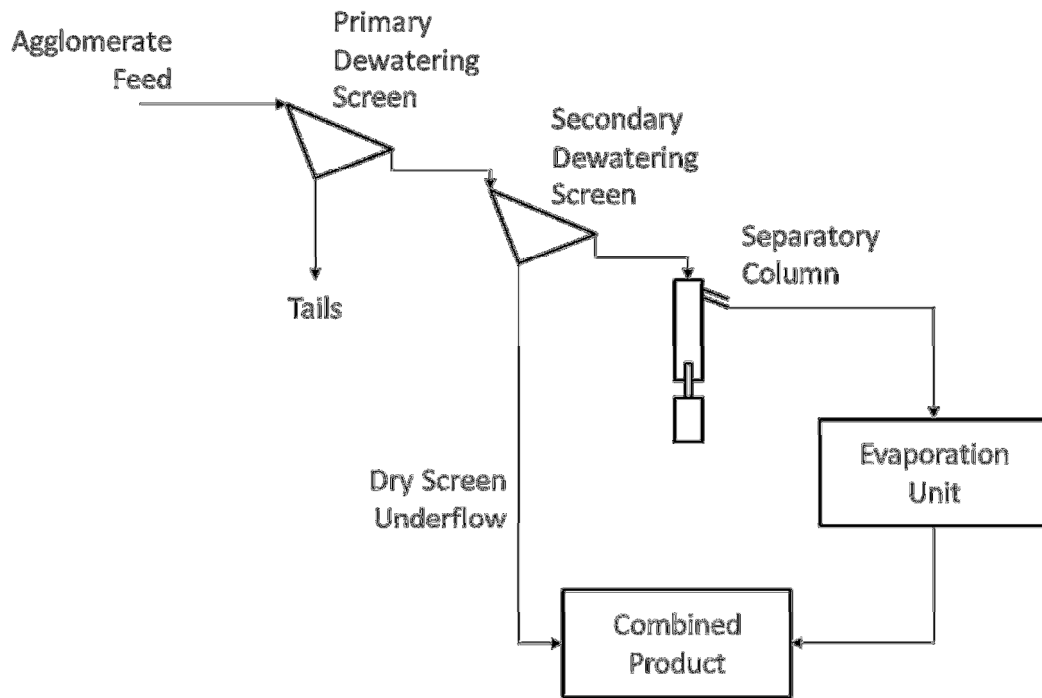 Agglomerate
Feed
Primary
Dewatering
Screen
Secondary
Dewatering
Screen
Separatory
Column
Tails
Dry Screen
Underflow
Evaporation
Unit
Combined
Product